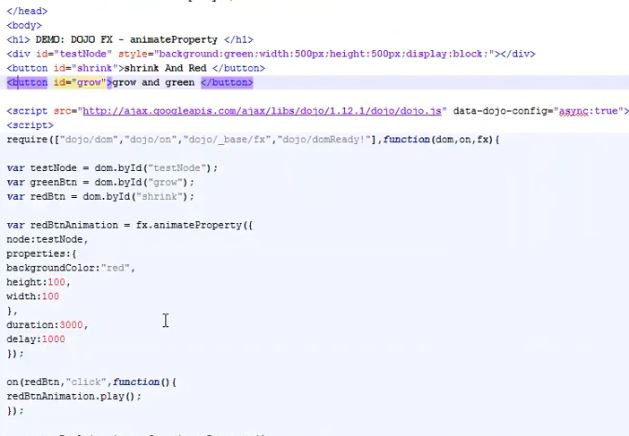 </head>
<body>
<h1> DEMO: DOJO FX - animateProperty </h1>
<div id="testNode" style="background:green;width:500px;height:500px;display:block;"></div>
<button id="shrink">shrink And Red </button>
<button id="grow">grow and green </button>
<script src="http://ajax.googleapis.com/ajax/libs/dojo/1.12.1/dojo/dojo.js" data-dojo-config="async:true">
<script>
require(["dojo/dom","dojo/on","dojo/_base/fx","dojo/domReady!"],function(dom,on,fx){
var testNode = dom.byId("testNode");
var greenBtn = dom.byId("grow");
var redBtn = dom.byId("shrink");
var redBtnAnimation = fx.animateProperty({
node:testNode,
properties:{
backgroundColor:"red",
height:100,
width:100
},
duration:3000,
delay:1000
});
on(redBtn,"click",function(){
redBtnAnimation.play();
});